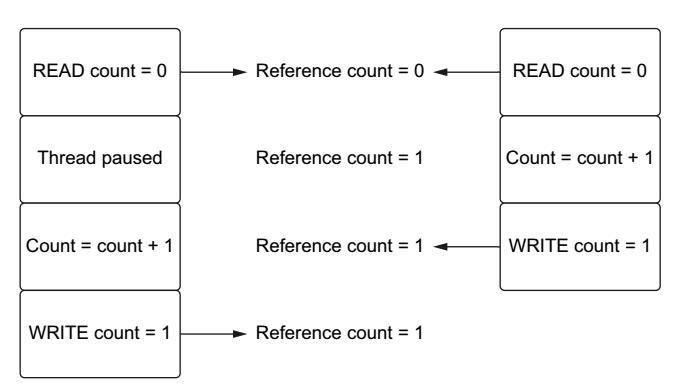 READ count = 0
Reference count = 0
READ count = 0
Thread paused
Reference count = 1
Count = count + 1
Count = count + 1
Reference count = 1
WRITE count = 1
WRITE count = 1
Reference count = 1